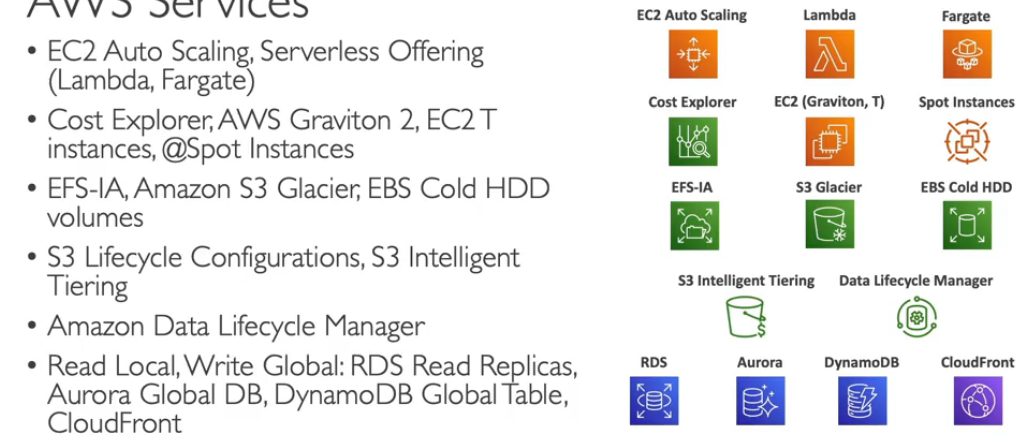 AWS Services
• EC2 Auto Scaling, Serverless Offering
(Lambda, Fargate)
• Cost Explorer, AWS Graviton 2, EC2 T
instances, @Spot Instances
• EFS-IA, Amazon S3 Glacier, EBS Cold HDD
volumes
• S3 Lifecycle Configurations, S3 Intelligent
Tiering
• Amazon Data Lifecycle Manager
• Read Local, Write Global: RDS Read Replicas,
Aurora Global DB, DynamoDB Global Table,
CloudFront
EC2 Auto Scaling Lambda Fargate
Cost Explorer EC2 (Graviton, T) Spot Instances
EFS-IA S3 Glacier EBS Cold HDD
S3 Intelligent Tiering Data Lifecycle Manager
RDS Aurora DynamoDB CloudFront